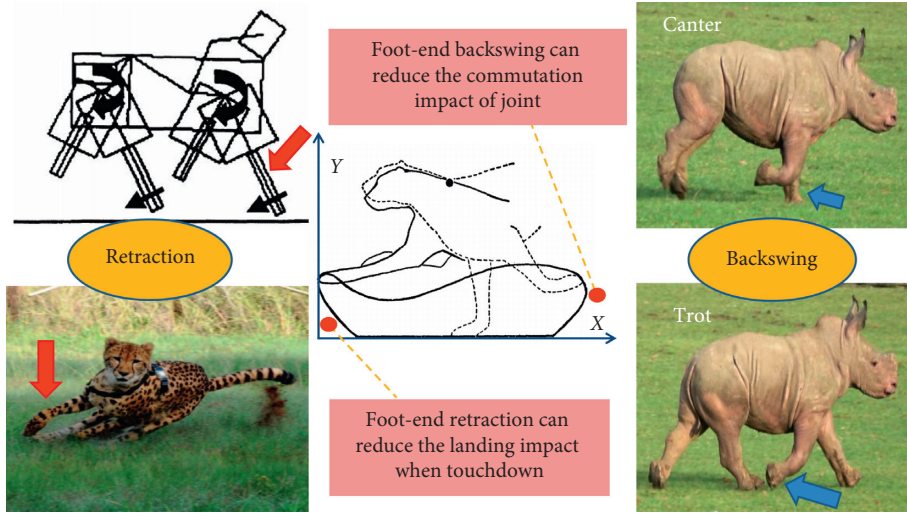 Canter
Foot-end backswing can
reduce the commutation
impact of joint
Y
Retraction
Backswing
X
Trot
Foot-end retraction can
reduce the landing impact
when touchdown